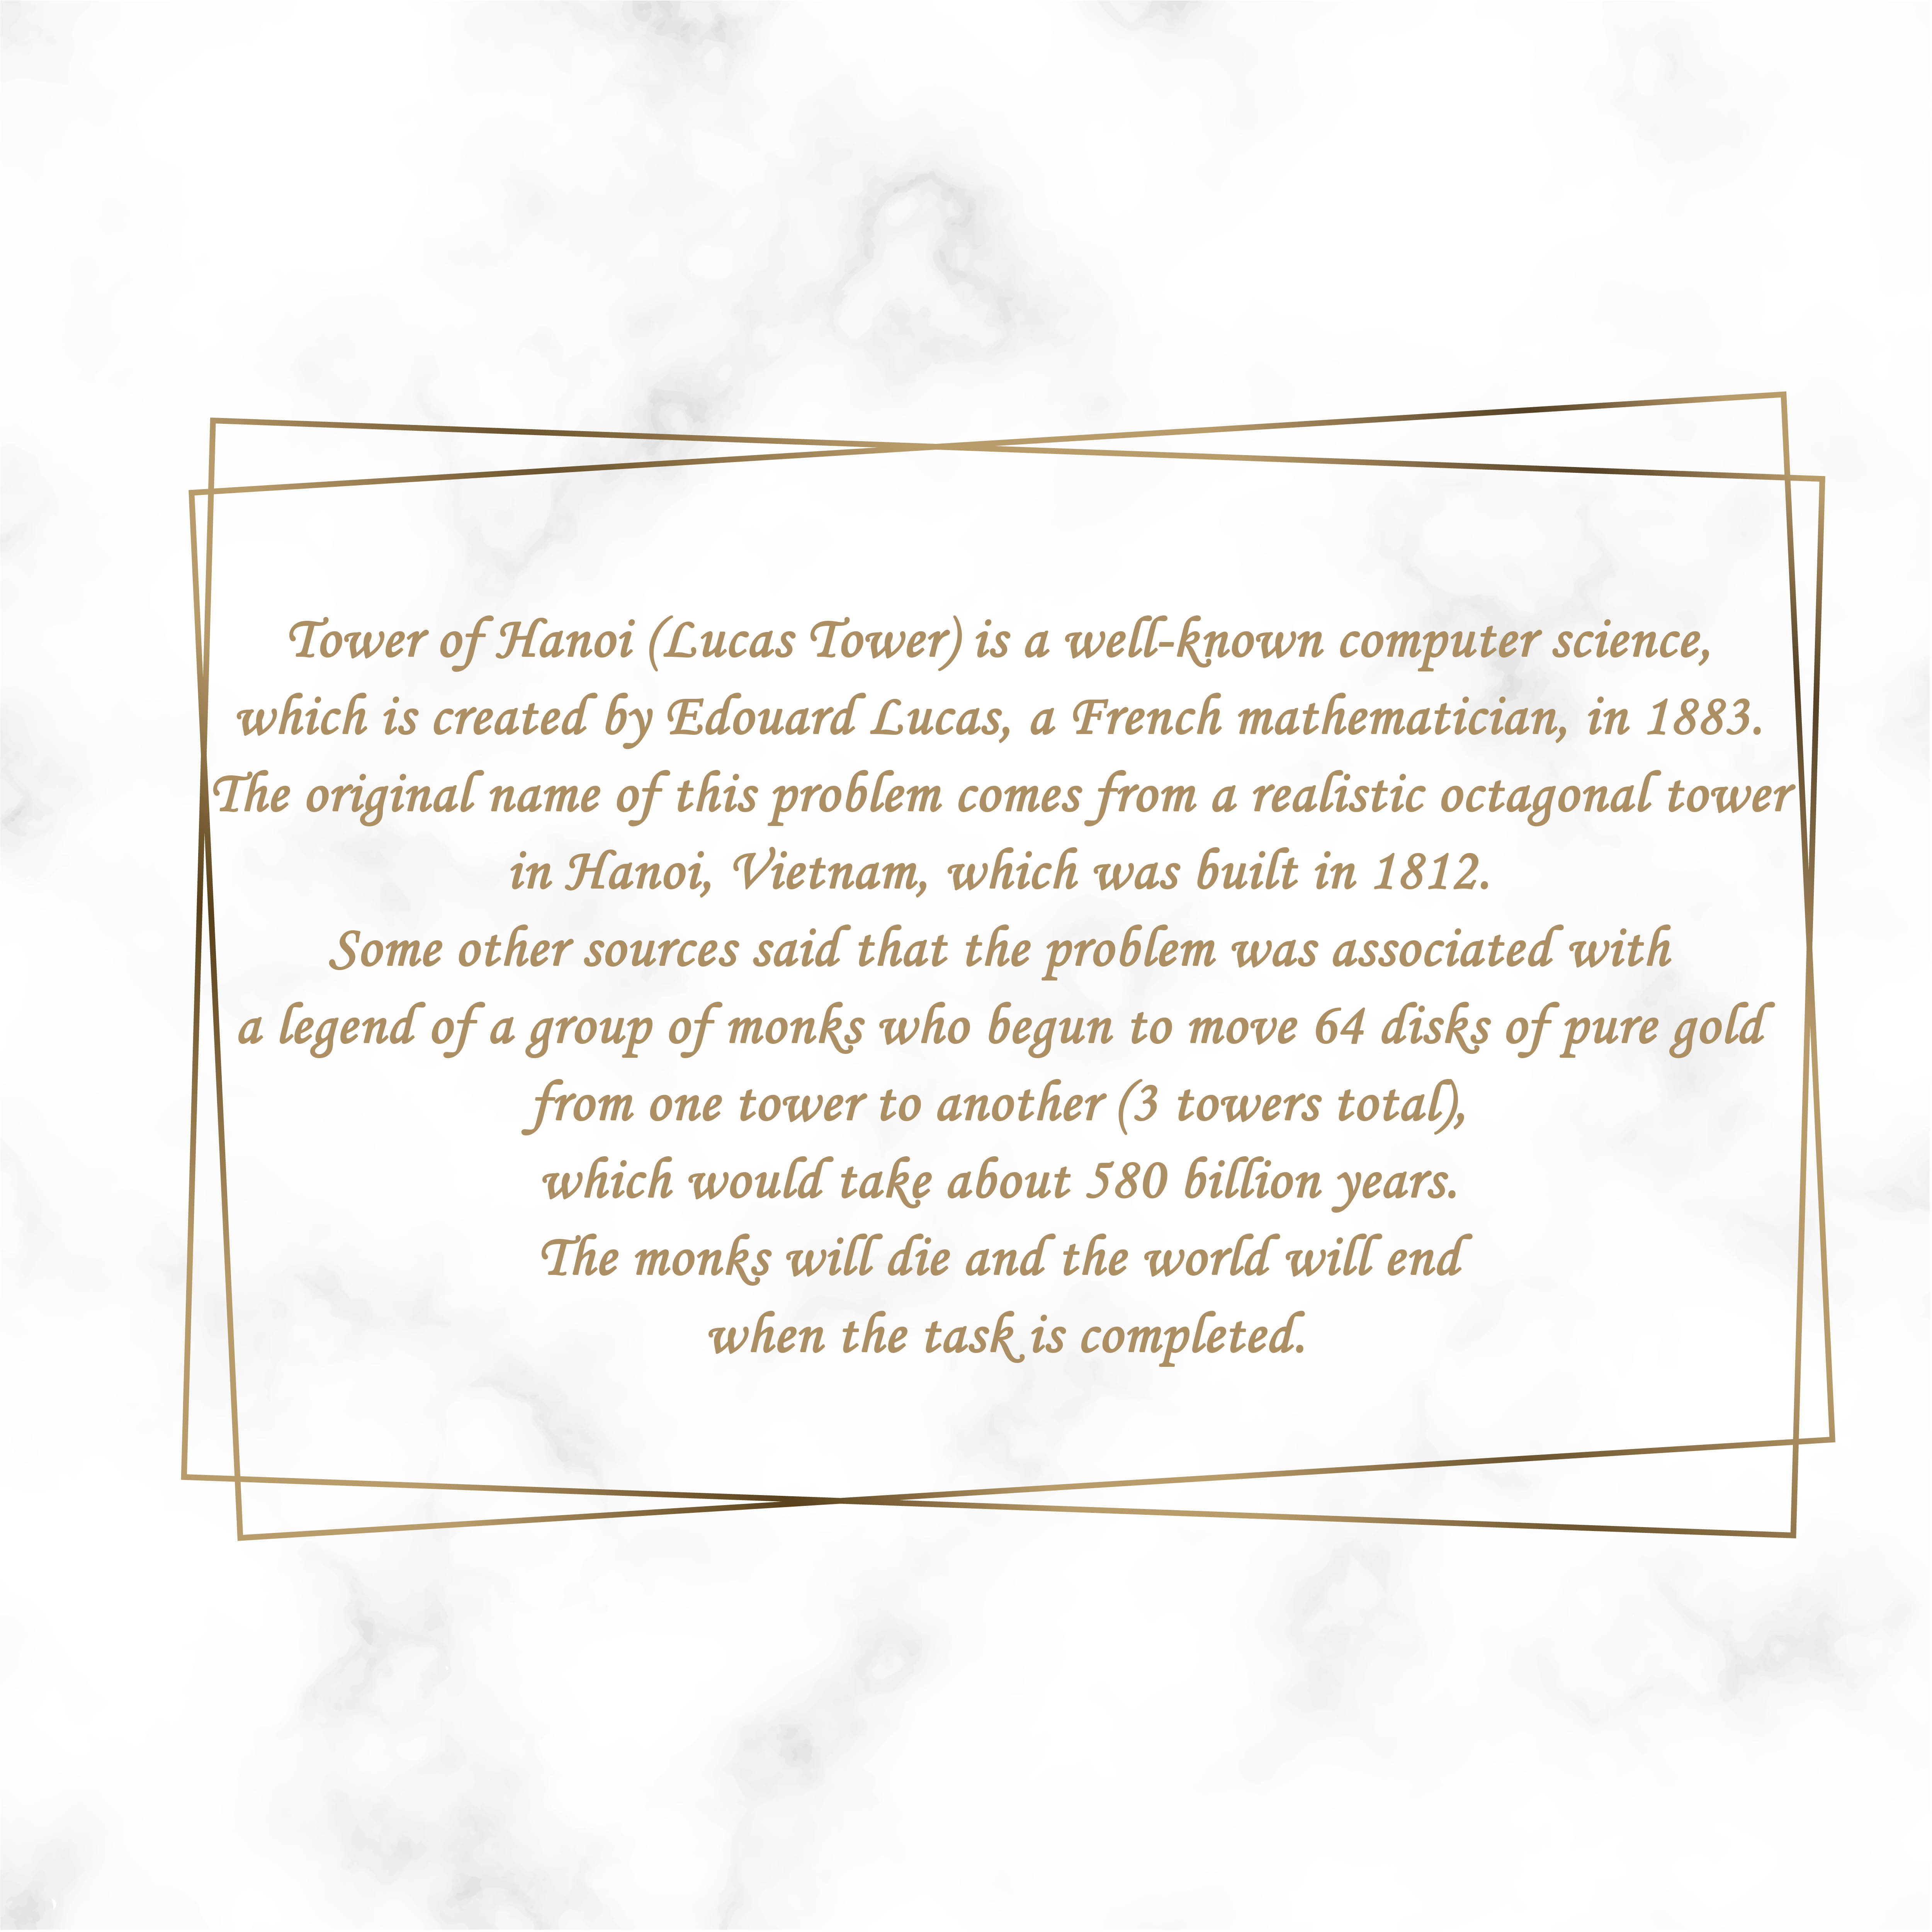 Tower of Hanoi (Lucas Tower) is a well-known computer science,
which is created by Edouard Lucas, a French mathematician, in 1883.
The original name of this problem comes from a realistic octagonal tower
in Hanoi, Vietnam, which was built in 1812.
Some other sources said that the problem was associated with
a legend of a group of monks who begun to move 64 disks of pure gold
from one tower to another (3 towers total),
which would take about 580 billion years.
The monks will die and the world will end
when the task is completed.